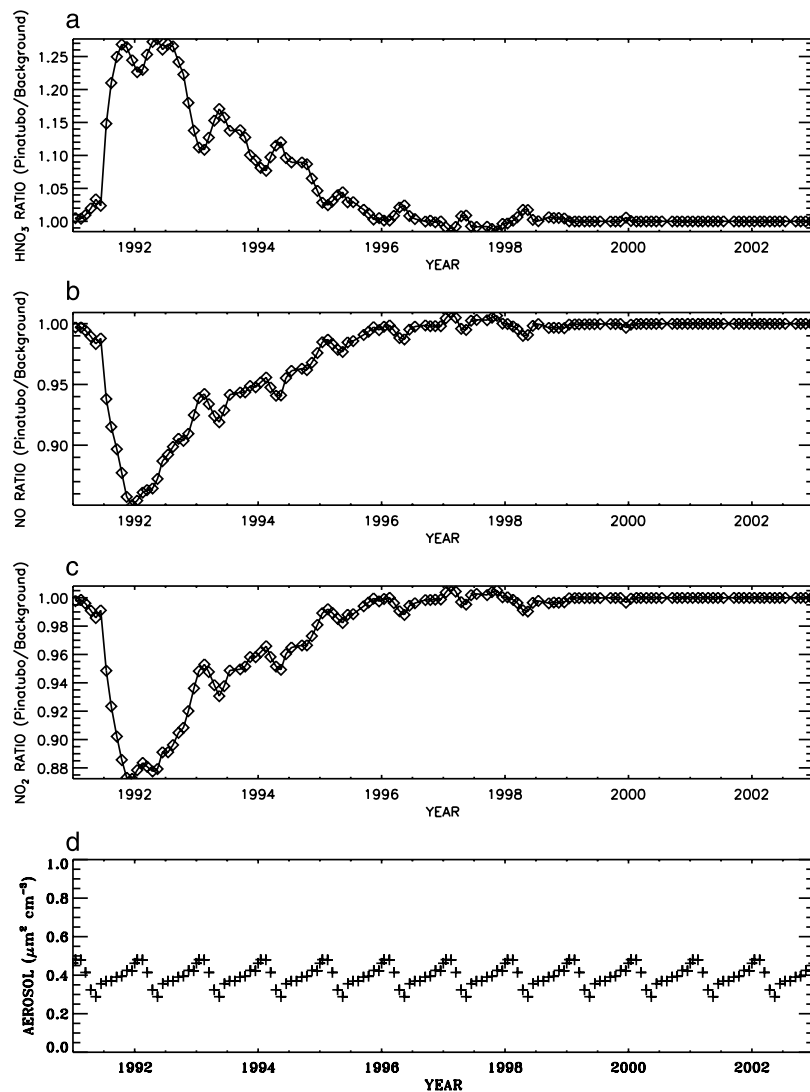 a
HNO3 RATIO (Pinatubo/Background)
1.25
1.20
1.15
1.10
1.05
1.00
1992 1994 1996 1998 2000 2002
YEAR
b
NO RATIO (Pinatubo/Background)
1.00
0.95
0.90
1992 1994 1996 1998 2000 2002
YEAR
c
NO2 RATIO (Pinatubo/Background)
1.00
0.98
0.96
0.94
0.92
0.90
0.88
1992 1994 1996 1998 2000 2002
YEAR
d
AEROSOL (μm² cm⁻³)
1.0
0.8
0.6
0.4
0.2
0.0
1992 1994 1996 1998 2000 2002
YEAR